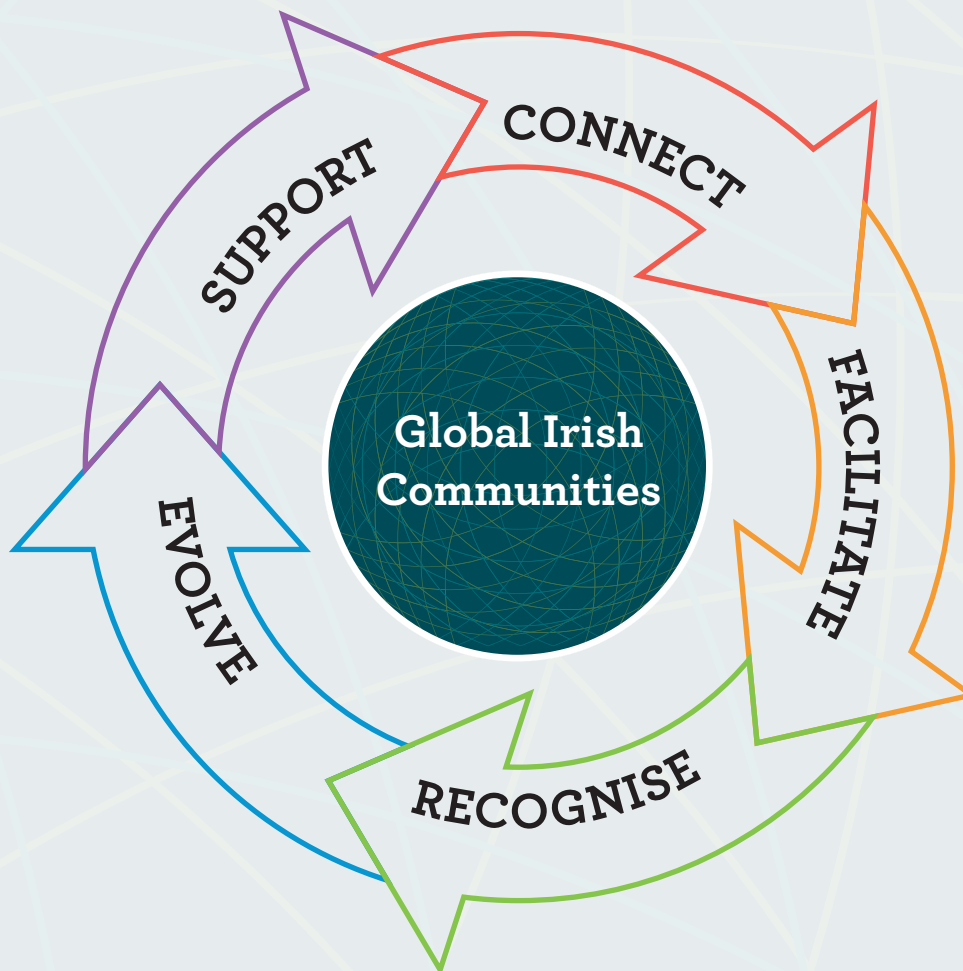 SUPPORT
CONNECT
FACILITATE
RECOGNISE
EVOLVE
Global Irish
Communities